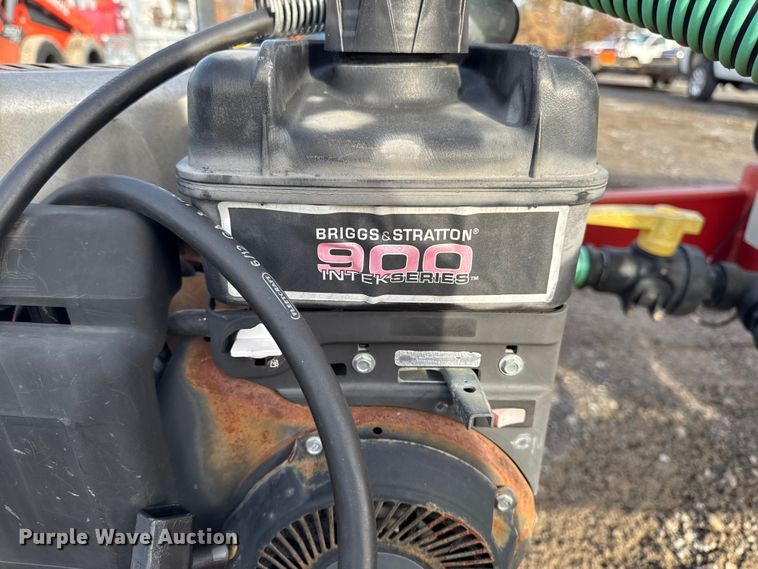 BRIGGS & STRATTON®
900
INTEK SERIES™
Purple Wave Auction®